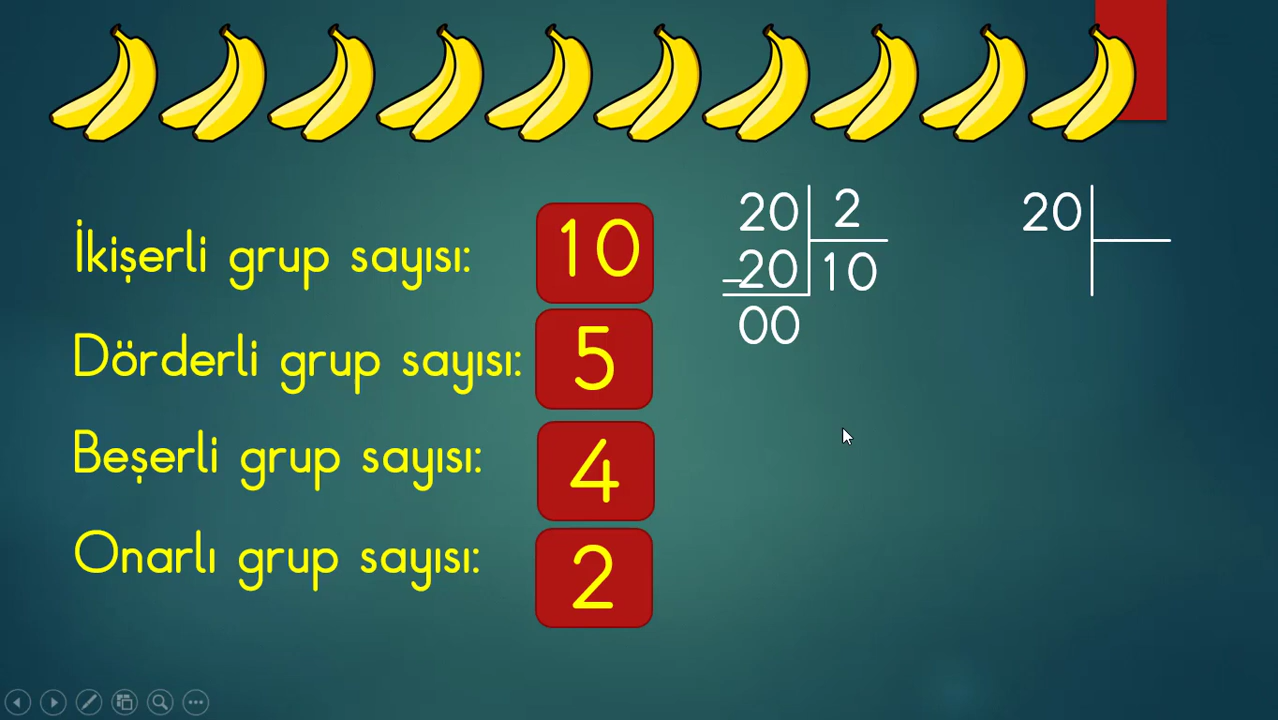 İkişerli grup sayısı: 10
Dörderli grup sayısı: 5
Beşerli grup sayısı: 4
Onarlı grup sayısı: 2
20 2
_20 10
00
20